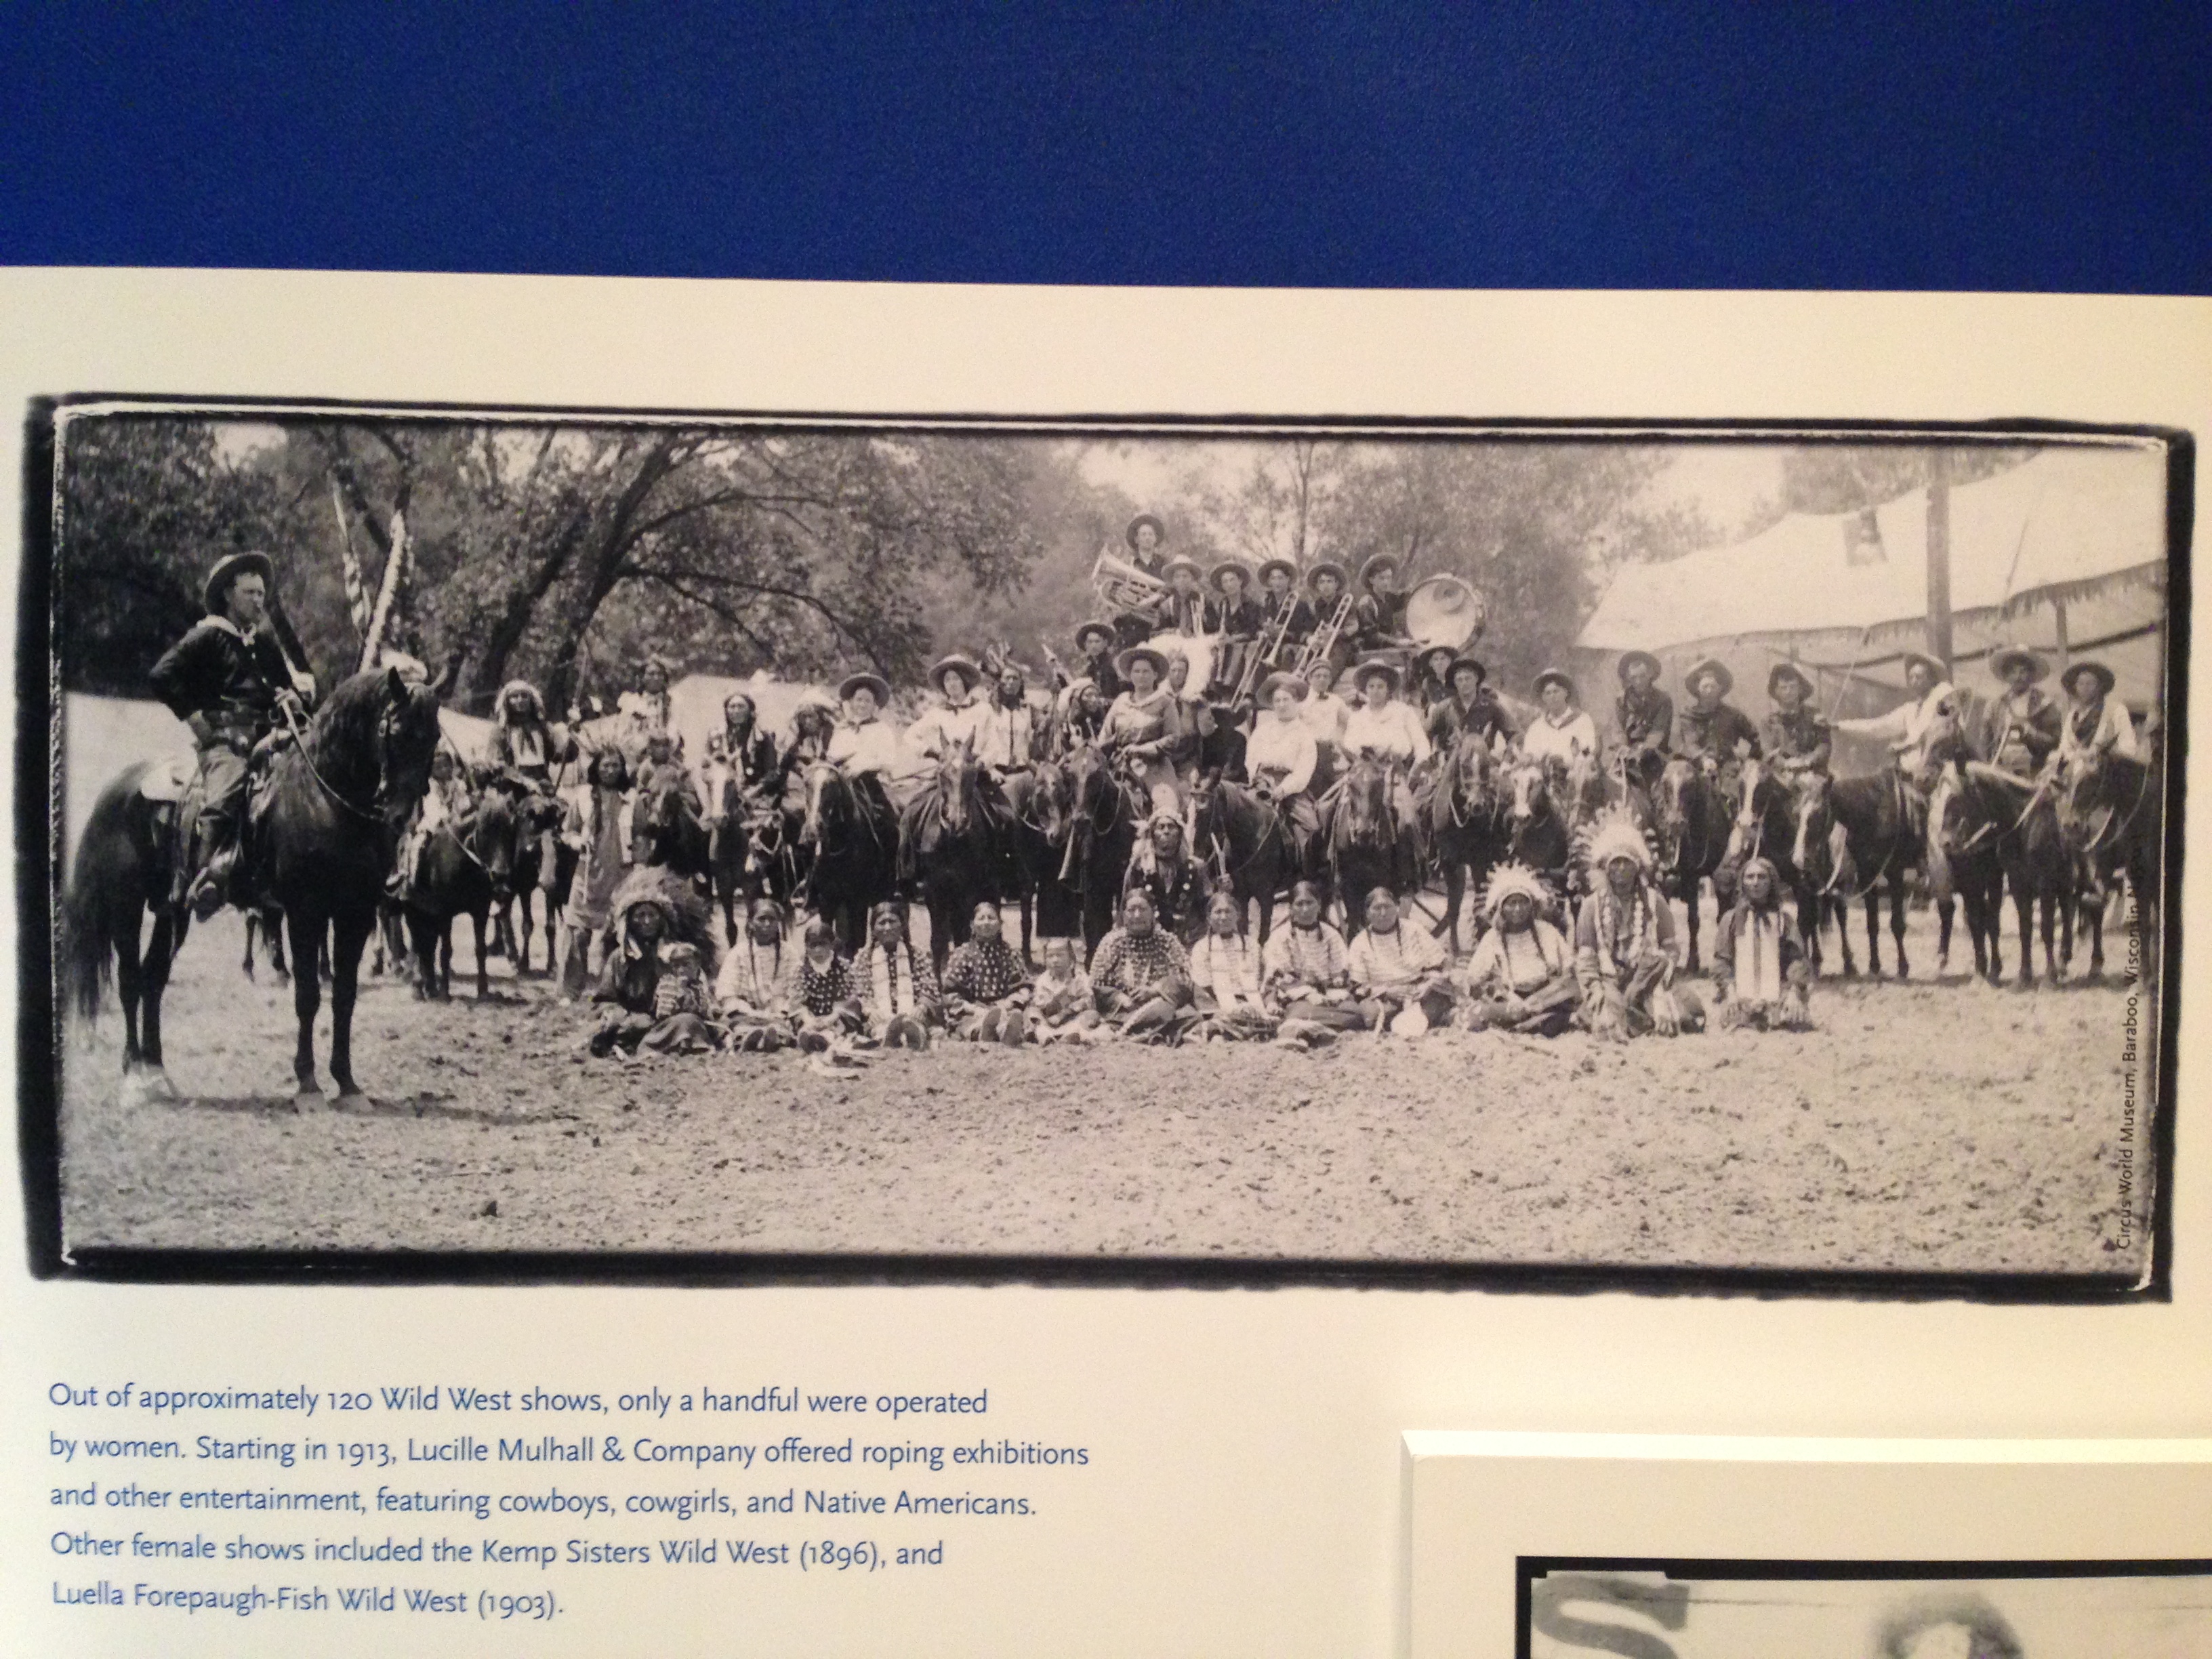 Circus World Museum, Baraboo, Wisconsin
Out of approximately 120 Wild West shows, only a handful were operated
by women. Starting in 1913, Lucille Mulhall & Company offered roping exhibitions
and other entertainment, featuring cowboys, cowgirls, and Native Americans.
Other female shows included the Kemp Sisters Wild West (1896), and
Luella Forepaugh-Fish Wild West (1903).
S